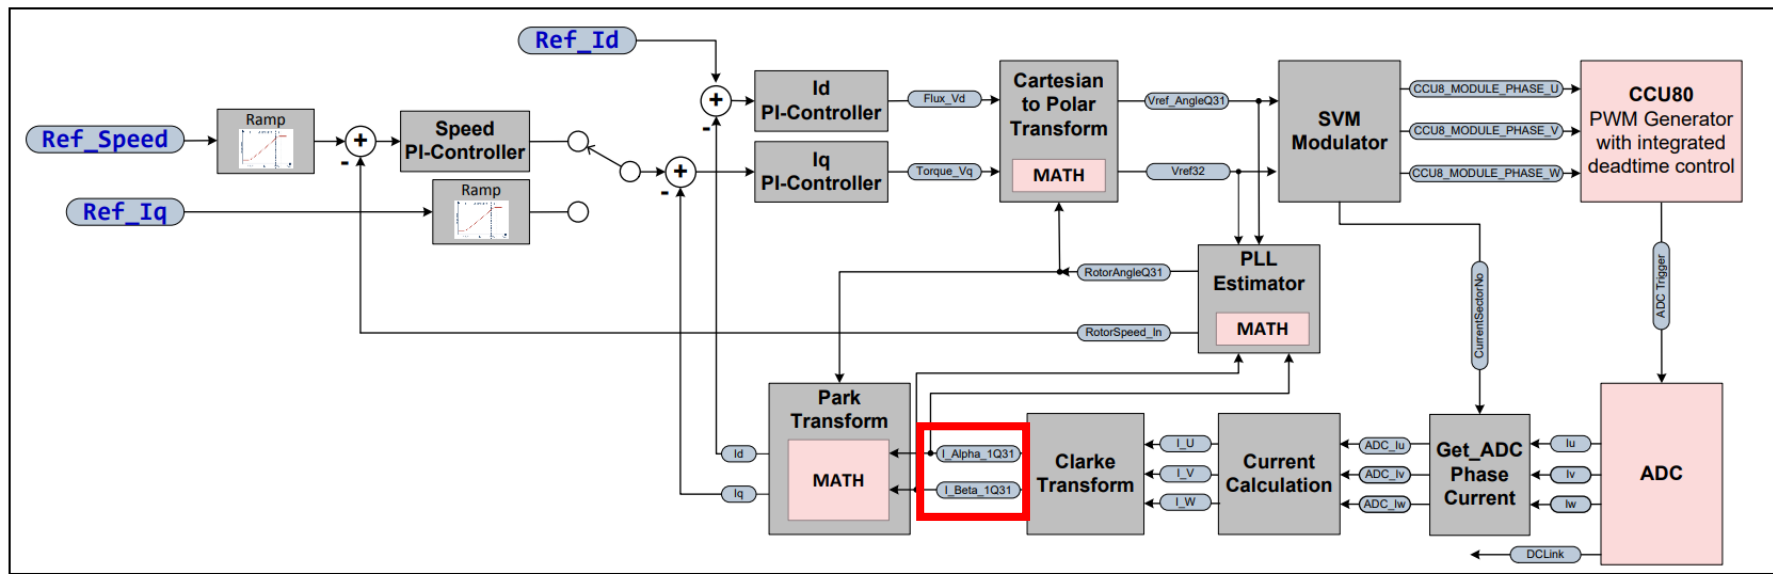 Ref_Id
Ref_Speed
Ref_Iq
Ramp
Speed
PI-Controller
Ramp
Id
PI-Controller
Iq
PI-Controller
Flux_Vd
Torque_Vq
Cartesian
to Polar
Transform
MATH
Vref_AngleQ31
Vref32
SVM
Modulator
CCU8_MODULE_PHASE_U
CCU8_MODULE_PHASE_V
CCU8_MODULE_PHASE_W
CCU80
PWM Generator
with integrated
deadtime control
RotorAngleQ31
RotorSpeed_In
PLL
Estimator
MATH
CurrentSectorNo
ADC Trigger
Park
Transform
MATH
Id
Iq
I_Alpha_1Q31
I_Beta_1Q31
Clarke
Transform
I_U
I_V
I_W
Current
Calculation
ADC_Iu
ADC_Iv
ADC_Iw
Get_ADC
Phase
Current
Iu
Iv
Iw
ADC
DCLink
+
-
+
-
+
-